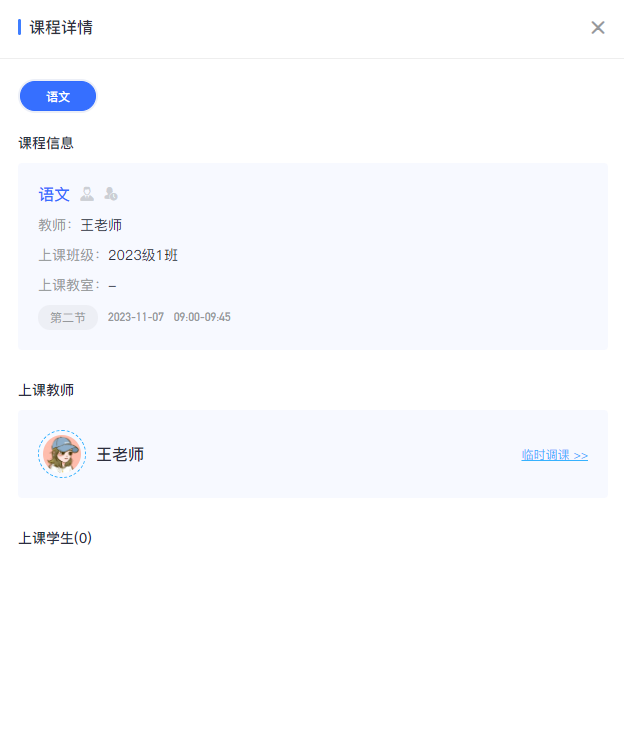 课程详情
语文
课程信息
语文
教师：王老师
上课班级：2023级1班
上课教室：–
第二节 2023-11-07 09:00-09:45
上课教师
王老师 临时调课 >>
上课学生(0)